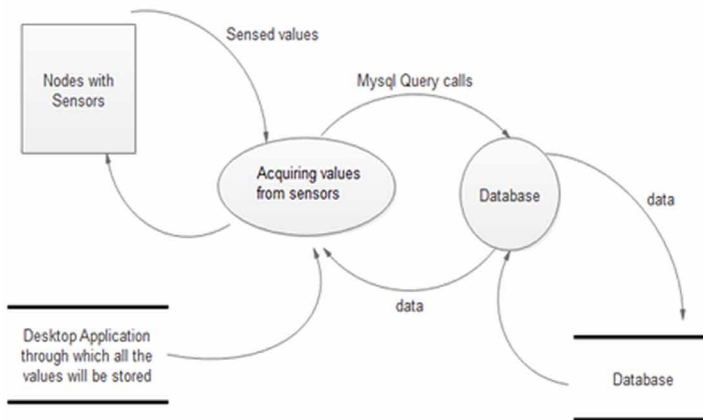 Sensed values
Nodes with
Sensors
Mysql Query calls
Acquiring values
from sensors
Database
data
data
Desktop Application
through which all the
values will be stored
Database